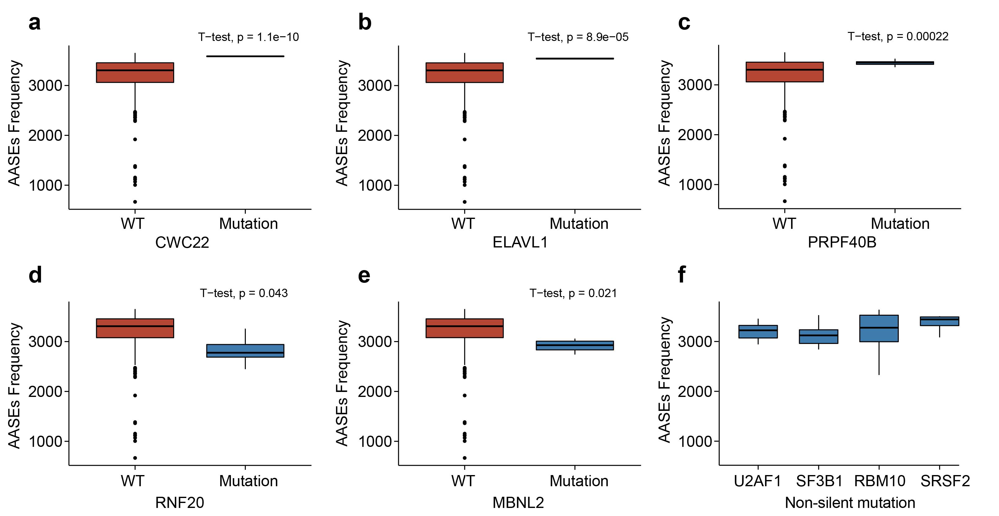 a
T−test, p = 1.1e−10
AASEs Frequency
3000
2000
1000
WT
Mutation
CWC22
b
T−test, p = 8.9e−05
AASEs Frequency
3000
2000
1000
WT
Mutation
ELAVL1
c
T−test, p = 0.00022
AASEs Frequency
3000
2000
1000
WT
Mutation
PRPF40B
d
T−test, p = 0.043
AASEs Frequency
3000
2000
1000
WT
Mutation
RNF20
e
T−test, p = 0.021
AASEs Frequency
3000
2000
1000
WT
Mutation
MBNL2
f
AASEs Frequency
3000
2000
1000
U2AF1
SF3B1
RBM10
SRSF2
Non-silent mutation